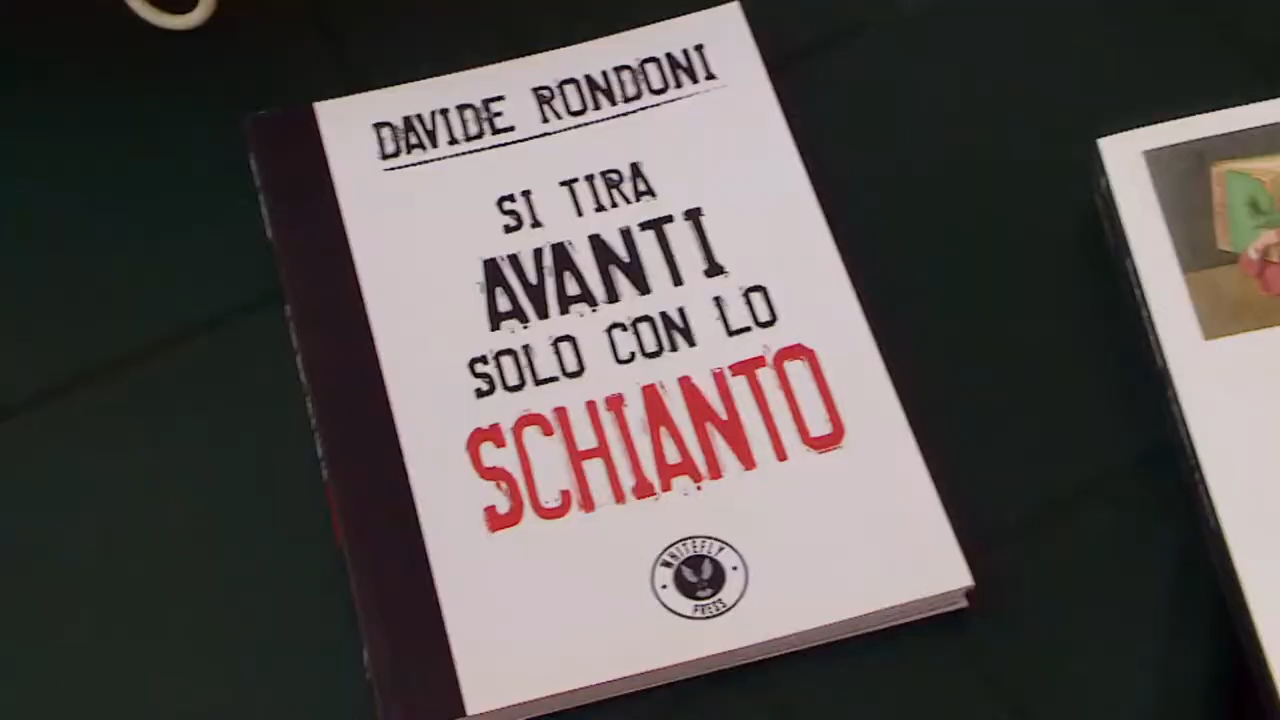 DAVIDE RONDONI
SI TIRA
AVANTI
SOLO CON LO
SCHIANTO
WHITEFLY
PRESS